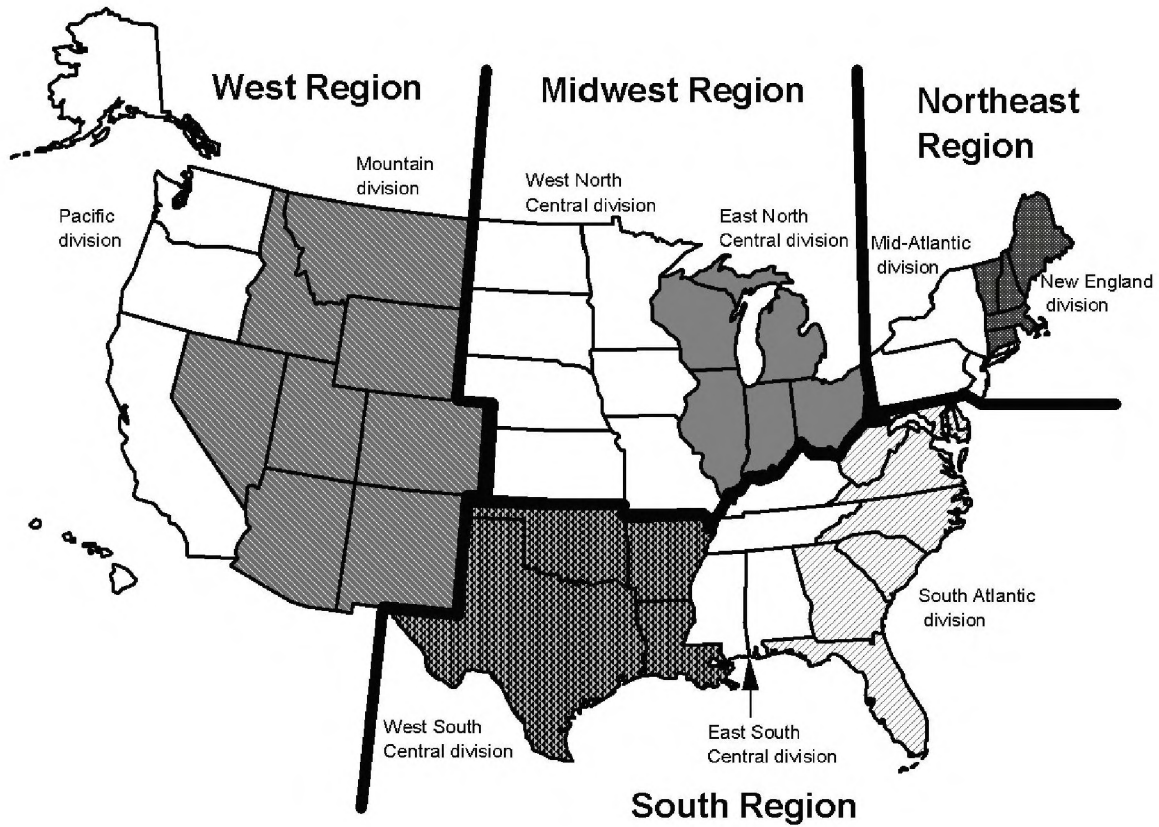 West Region
Midwest Region
Northeast
Region
Mountain
division
West North
Central division
Pacific
division
East North
Central division
Mid-Atlantic
division
New England
division
South Atlantic
division
West South
Central division
East South
Central division
South Region